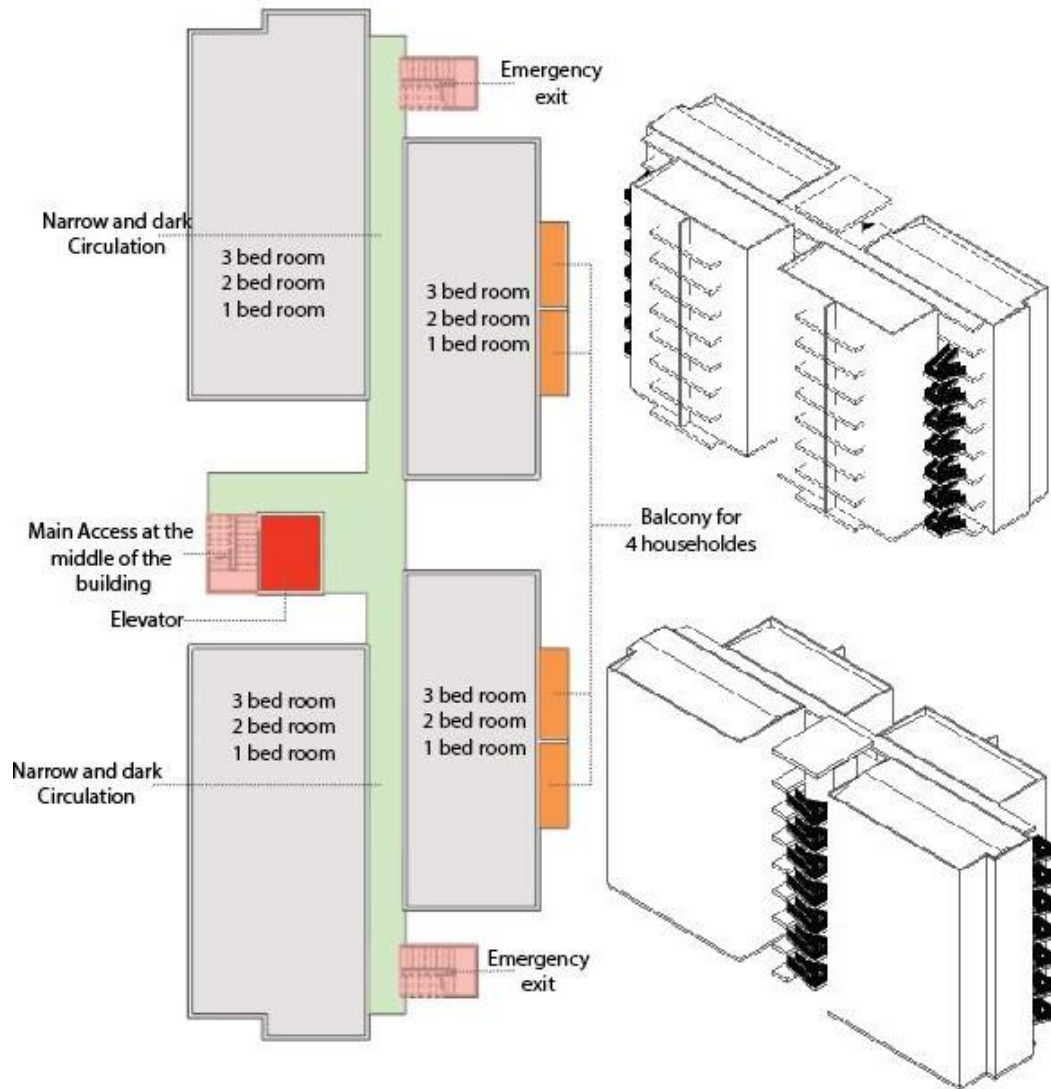 Emergency
exit
Narrow and dark
Circulation
3 bed room
2 bed room
1 bed room
3 bed room
2 bed room
1 bed room
Main Access at the
middle of the
building
Elevator
Balcony for
4 householdes
3 bed room
2 bed room
1 bed room
3 bed room
2 bed room
1 bed room
Narrow and dark
Circulation
Emergency
exit